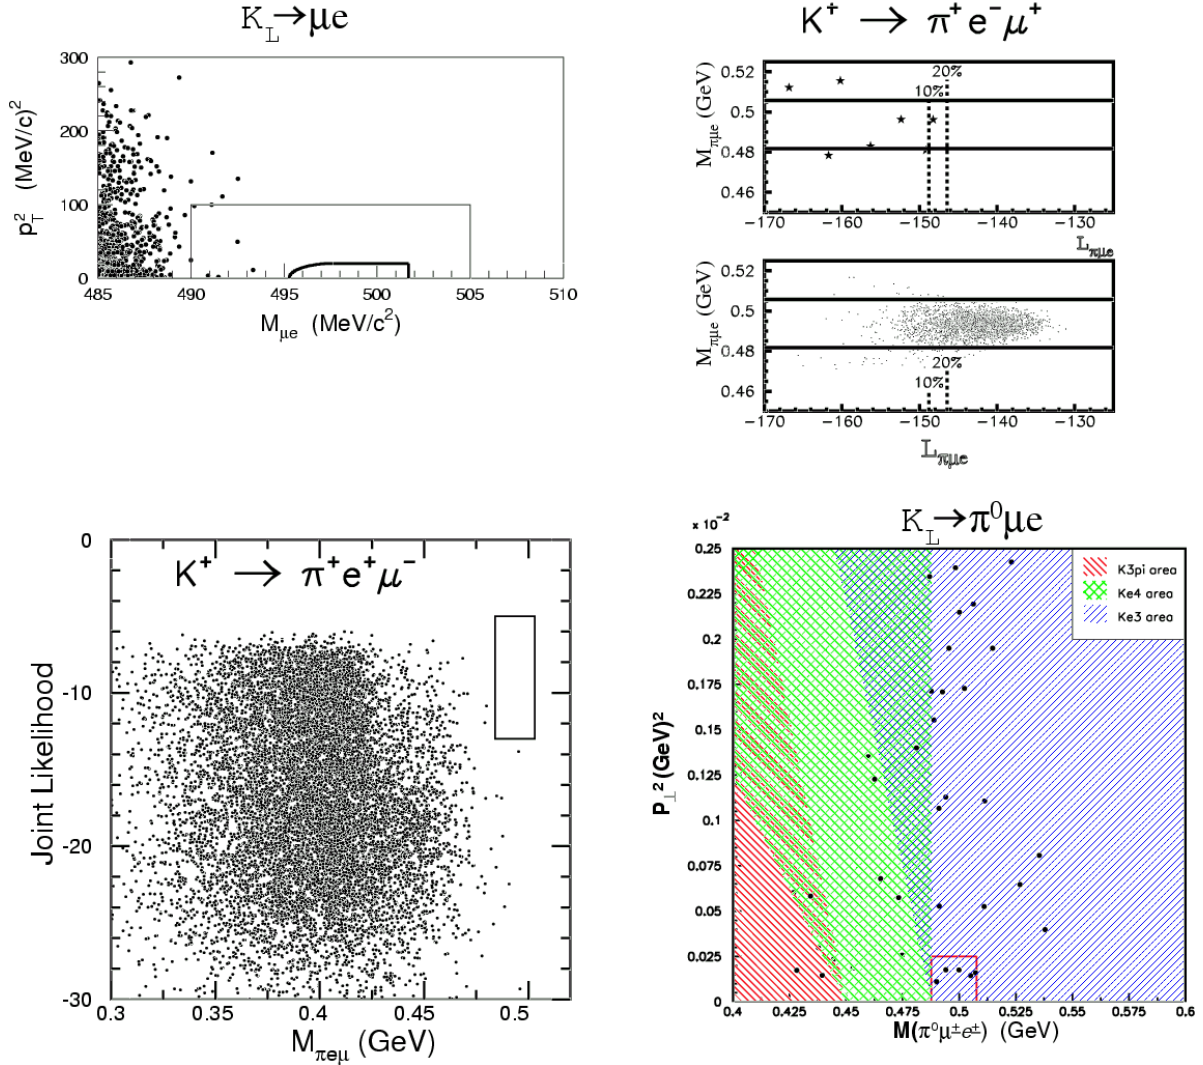 K_L→μe
300
200
100
0
p_T^2 (MeV/c)^2
485 490 495 500 505 510
M_μe (MeV/c^2)
K^+ → π^+ e^- μ^+
0.52
0.5
0.48
0.46
M_πμe (GeV)
20%
10%
−170 −160 −150 −140 −130
L_πμe
0.52
0.5
0.48
0.46
M_πμe (GeV)
20%
10%
−170 −160 −150 −140 −130
L_πμe
K^+ → π^+ e^+ μ^-
0
-10
-20
-30
Joint Likelihood
0.3 0.35 0.4 0.45 0.5
M_πeμ (GeV)
K_L→π^0μe
x 10^-2
0.25
0.225
0.2
0.175
0.15
0.125
0.1
0.075
0.05
0.025
0
P_⊥^2 (GeV)^2
K3pi area
Ke4 area
Ke3 area
0.4 0.425 0.45 0.475 0.5 0.525 0.55 0.575 0.6
M(π^0μ^±e^±) (GeV)